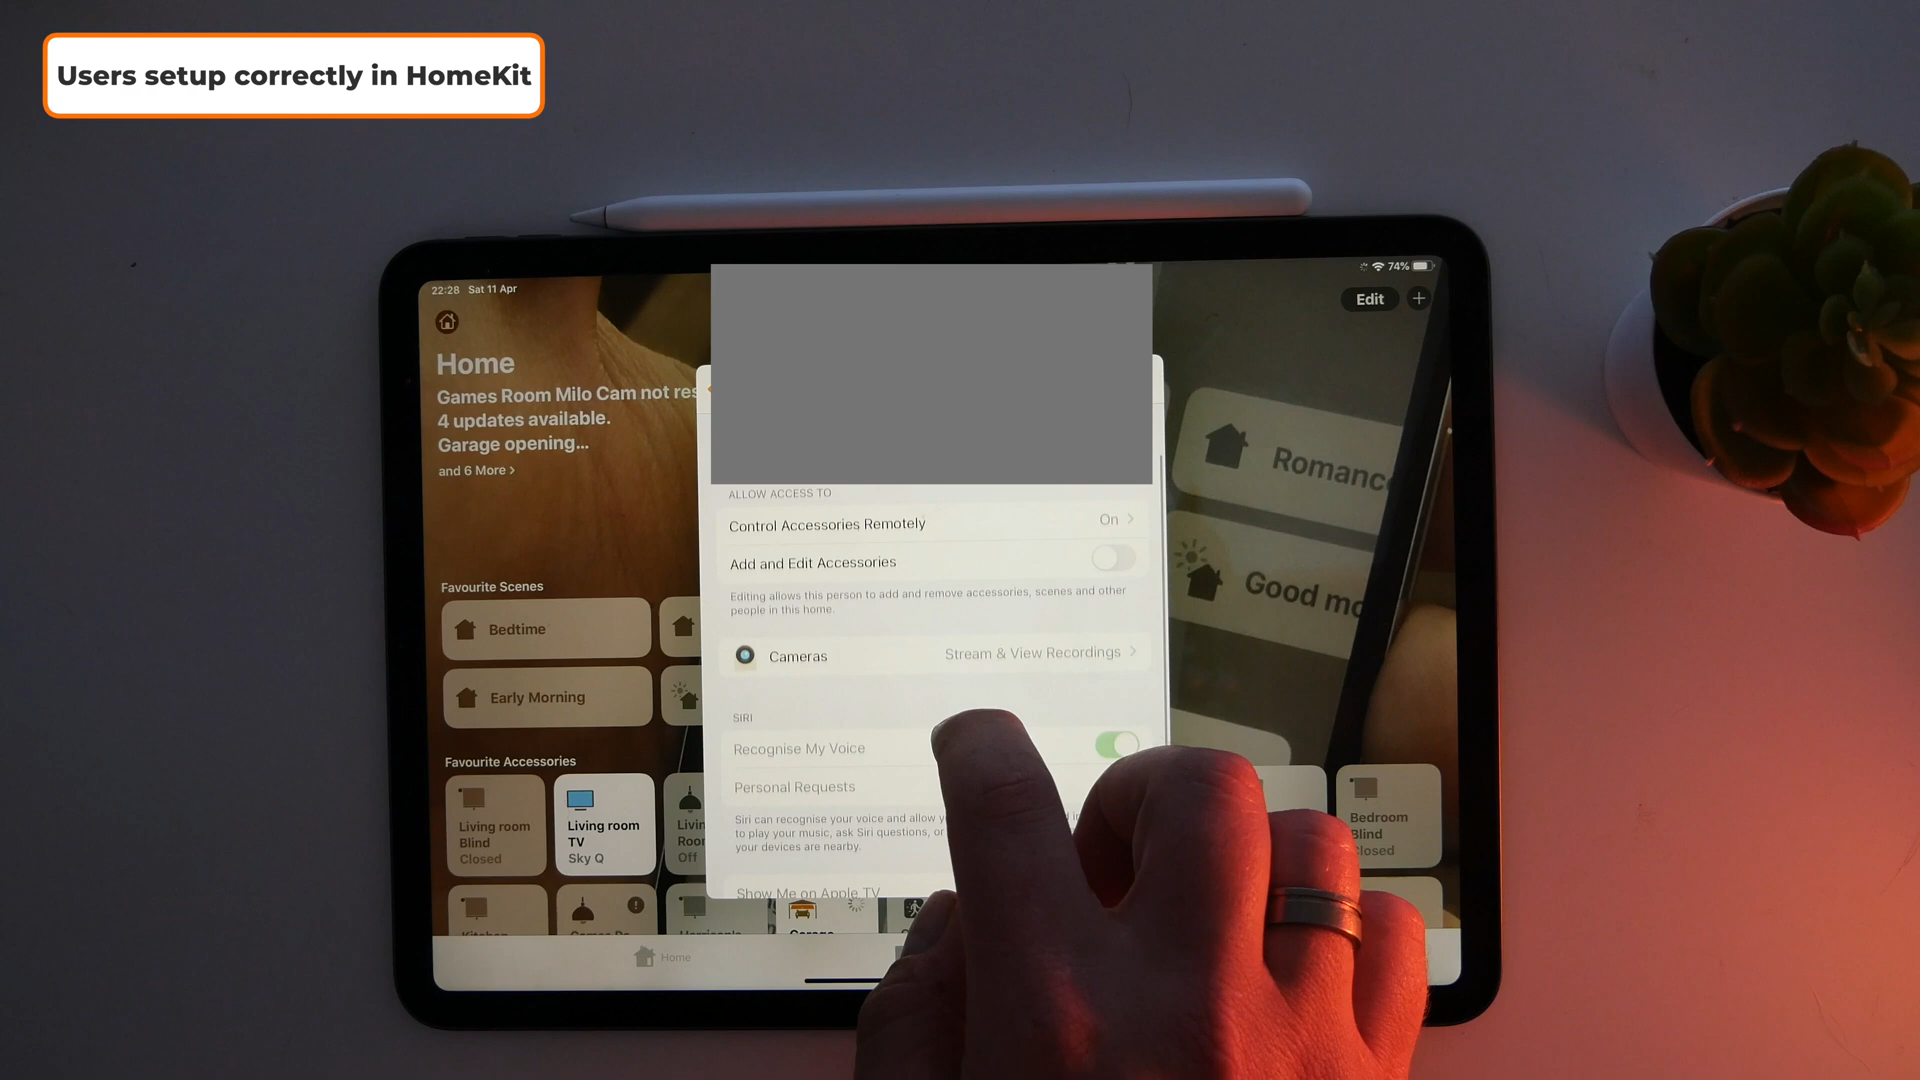 Users setup correctly in HomeKit
22:28 Sat 11 Apr
74%
Edit
Home
Games Room Milo Cam not res
4 updates available.
Garage opening...
and 6 More >
Favourite Scenes
Bedtime
Early Morning
Favourite Accessories
Living room
Blind
Closed
Living room
TV
Sky Q
Livin
Roo
Off
ALLOW ACCESS TO
Control Accessories Remotely
On >
Add and Edit Accessories
Editing allows this person to add and remove accessories, scenes and other
people in this home.
Cameras
Stream & View Recordings >
SIRI
Recognise My Voice
Personal Requests
Siri can recognise your voice and allow y
to play your music, ask Siri questions, or
your devices are nearby.
Show Me on Apple TV
Romanc
Good mo
Bedroom
Blind
Closed
Kitchen
Garage
Home